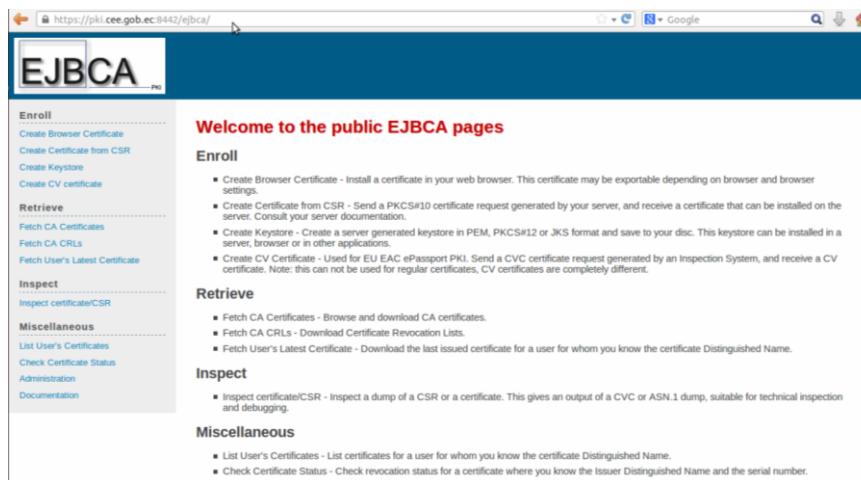 https://pki.cee.gob.ec:8442/ejbca/
Google
EJBCA
PKI
Enroll
Create Browser Certificate
Create Certificate from CSR
Create Keystore
Create CV certificate
Retrieve
Fetch CA Certificates
Fetch CA CRLs
Fetch User's Latest Certificate
Inspect
Inspect certificate/CSR
Miscellaneous
List User's Certificates
Check Certificate Status
Administration
Documentation
Welcome to the public EJBCA pages
Enroll
Create Browser Certificate - Install a certificate in your web browser. This certificate may be exportable depending on browser and browser
settings.
Create Certificate from CSR - Send a PKCS#10 certificate request generated by your server, and receive a certificate that can be installed on the
server. Consult your server documentation.
Create Keystore - Create a server generated keystore in PEM, PKCS#12 or JKS format and save to your disc. This keystore can be installed in a
server, browser or in other applications.
Create CV Certificate - Used for EU EAC ePassport PKI. Send a CVC certificate request generated by an Inspection System, and receive a CV
certificate. Note: this can not be used for regular certificates, CV certificates are completely different.
Retrieve
Fetch CA Certificates - Browse and download CA certificates.
Fetch CA CRLs - Download Certificate Revocation Lists.
Fetch User's Latest Certificate - Download the last issued certificate for a user for whom you know the certificate Distinguished Name.
Inspect
Inspect certificate/CSR - Inspect a dump of a CSR or a certificate. This gives an output of a CVC or ASN.1 dump, suitable for technical inspection
and debugging.
Miscellaneous
List User's Certificates - List certificates for a user for whom you know the certificate Distinguished Name.
Check Certificate Status - Check revocation status for a certificate where you know the Issuer Distinguished Name and the serial number.